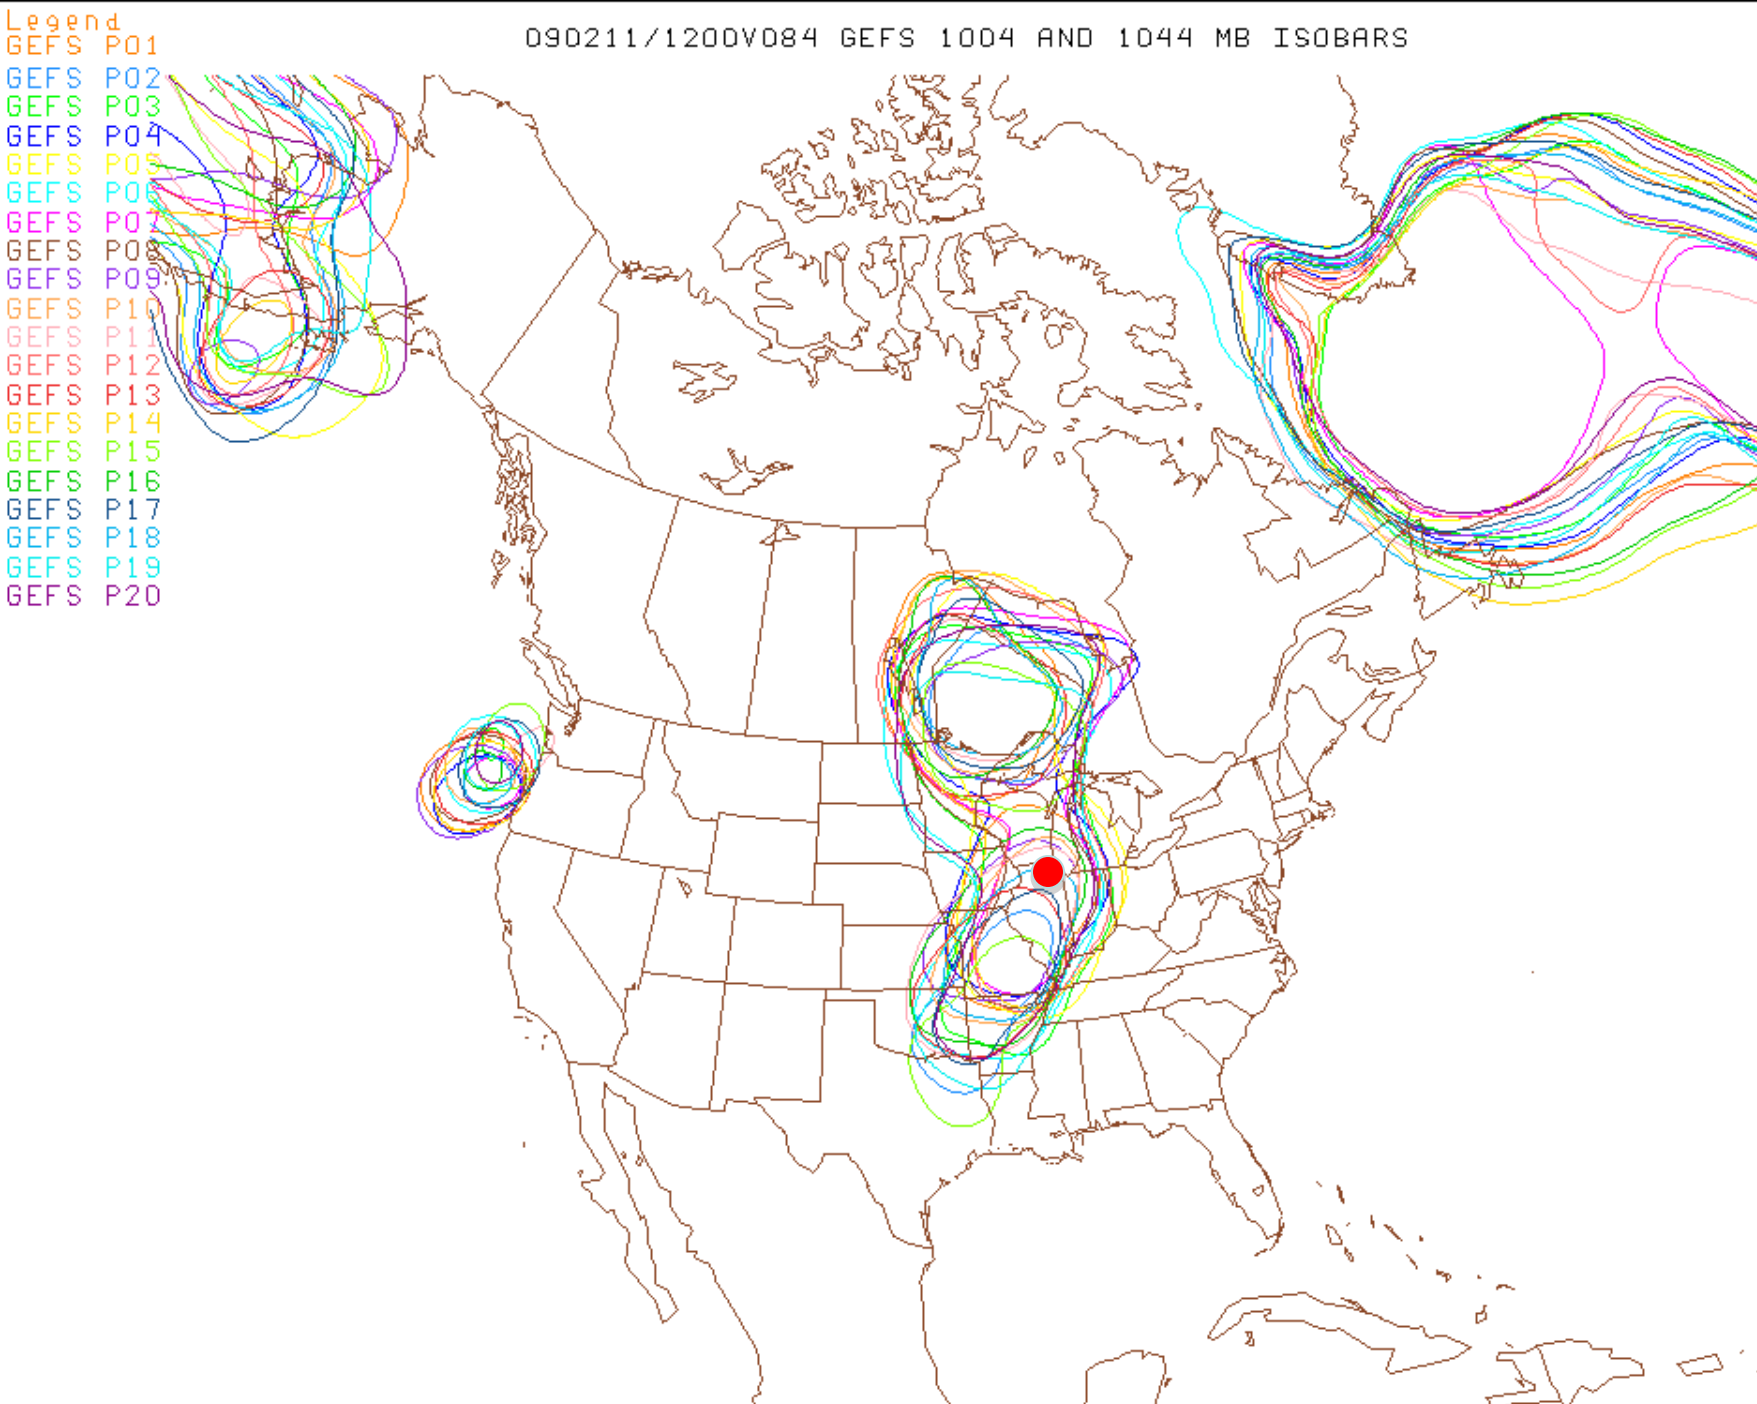 Legend
090211/1200V084 GEFS 1004 AND 1044 MB ISOBARS
GEFS P01
GEFS P02
GEFS P03
GEFS P04
GEFS P05
GEFS P06
GEFS P07
GEFS P08
GEFS P09
GEFS P10
GEFS P11
GEFS P12
GEFS P13
GEFS P14
GEFS P15
GEFS P16
GEFS P17
GEFS P18
GEFS P19
GEFS P20